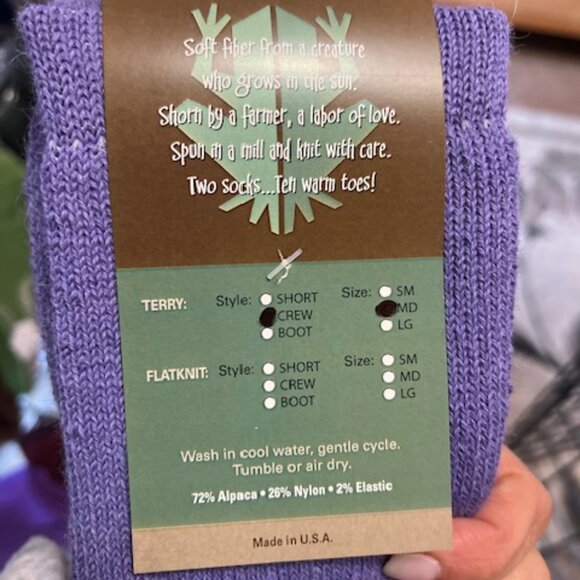 Soft fiber from a creature
who grows in the sun.
Shorn by a farmer, a labor of love.
Spun in a mill and knit with care.
Two socks...Ten warm toes!
TERRY: Style: SHORT Size: SM
CREW MD
BOOT LG
FLATKNIT: Style: SHORT Size: SM
CREW MD
BOOT LG
Wash in cool water, gentle cycle.
Tumble or air dry.
72% Alpaca • 26% Nylon • 2% Elastic
Made in U.S.A.